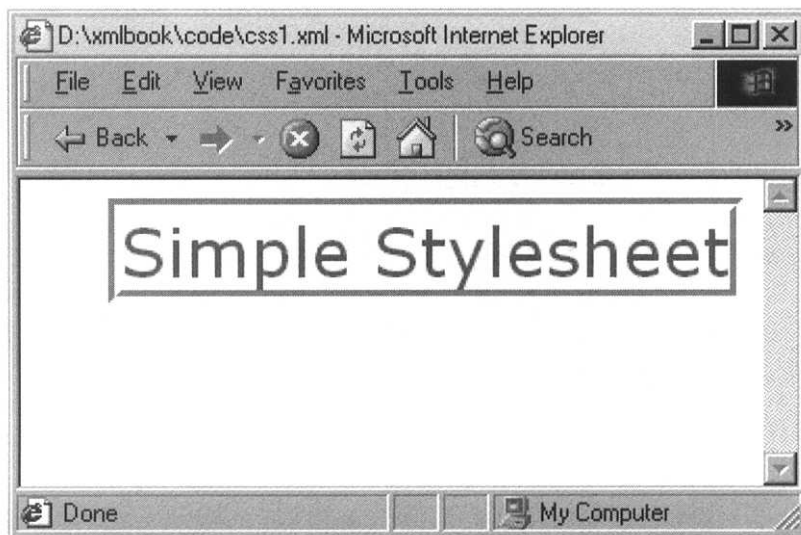 D:\xmlbook\code\css1.xml - Microsoft Internet Explorer
File Edit View Favorites Tools Help
Back Search »
Simple Stylesheet
Done My Computer